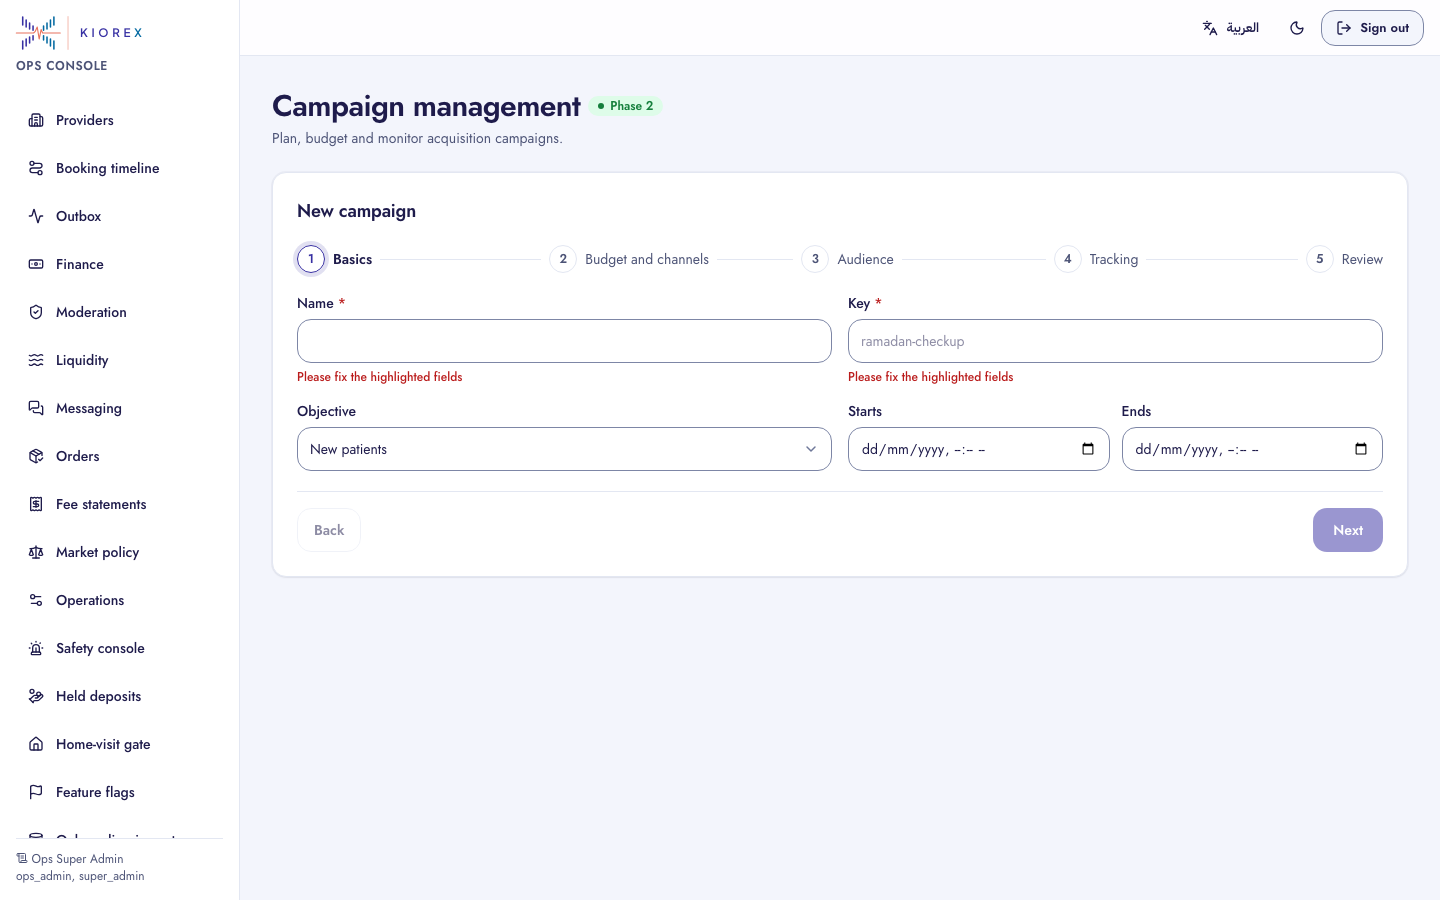 KIOREX
OPS CONSOLE
Providers
Booking timeline
Outbox
Finance
Moderation
Liquidity
Messaging
Orders
Fee statements
Market policy
Operations
Safety console
Held deposits
Home-visit gate
Feature flags
Ops Super Admin
ops_admin, super_admin
العربية
Sign out
Campaign management
Phase 2
Plan, budget and monitor acquisition campaigns.
New campaign
1 Basics
2 Budget and channels
3 Audience
4 Tracking
5 Review
Name *
Key *
ramadan-checkup
Please fix the highlighted fields
Please fix the highlighted fields
Objective
Starts
Ends
New patients
dd/mm/yyyy, --:-- --
dd/mm/yyyy, --:-- --
Back
Next